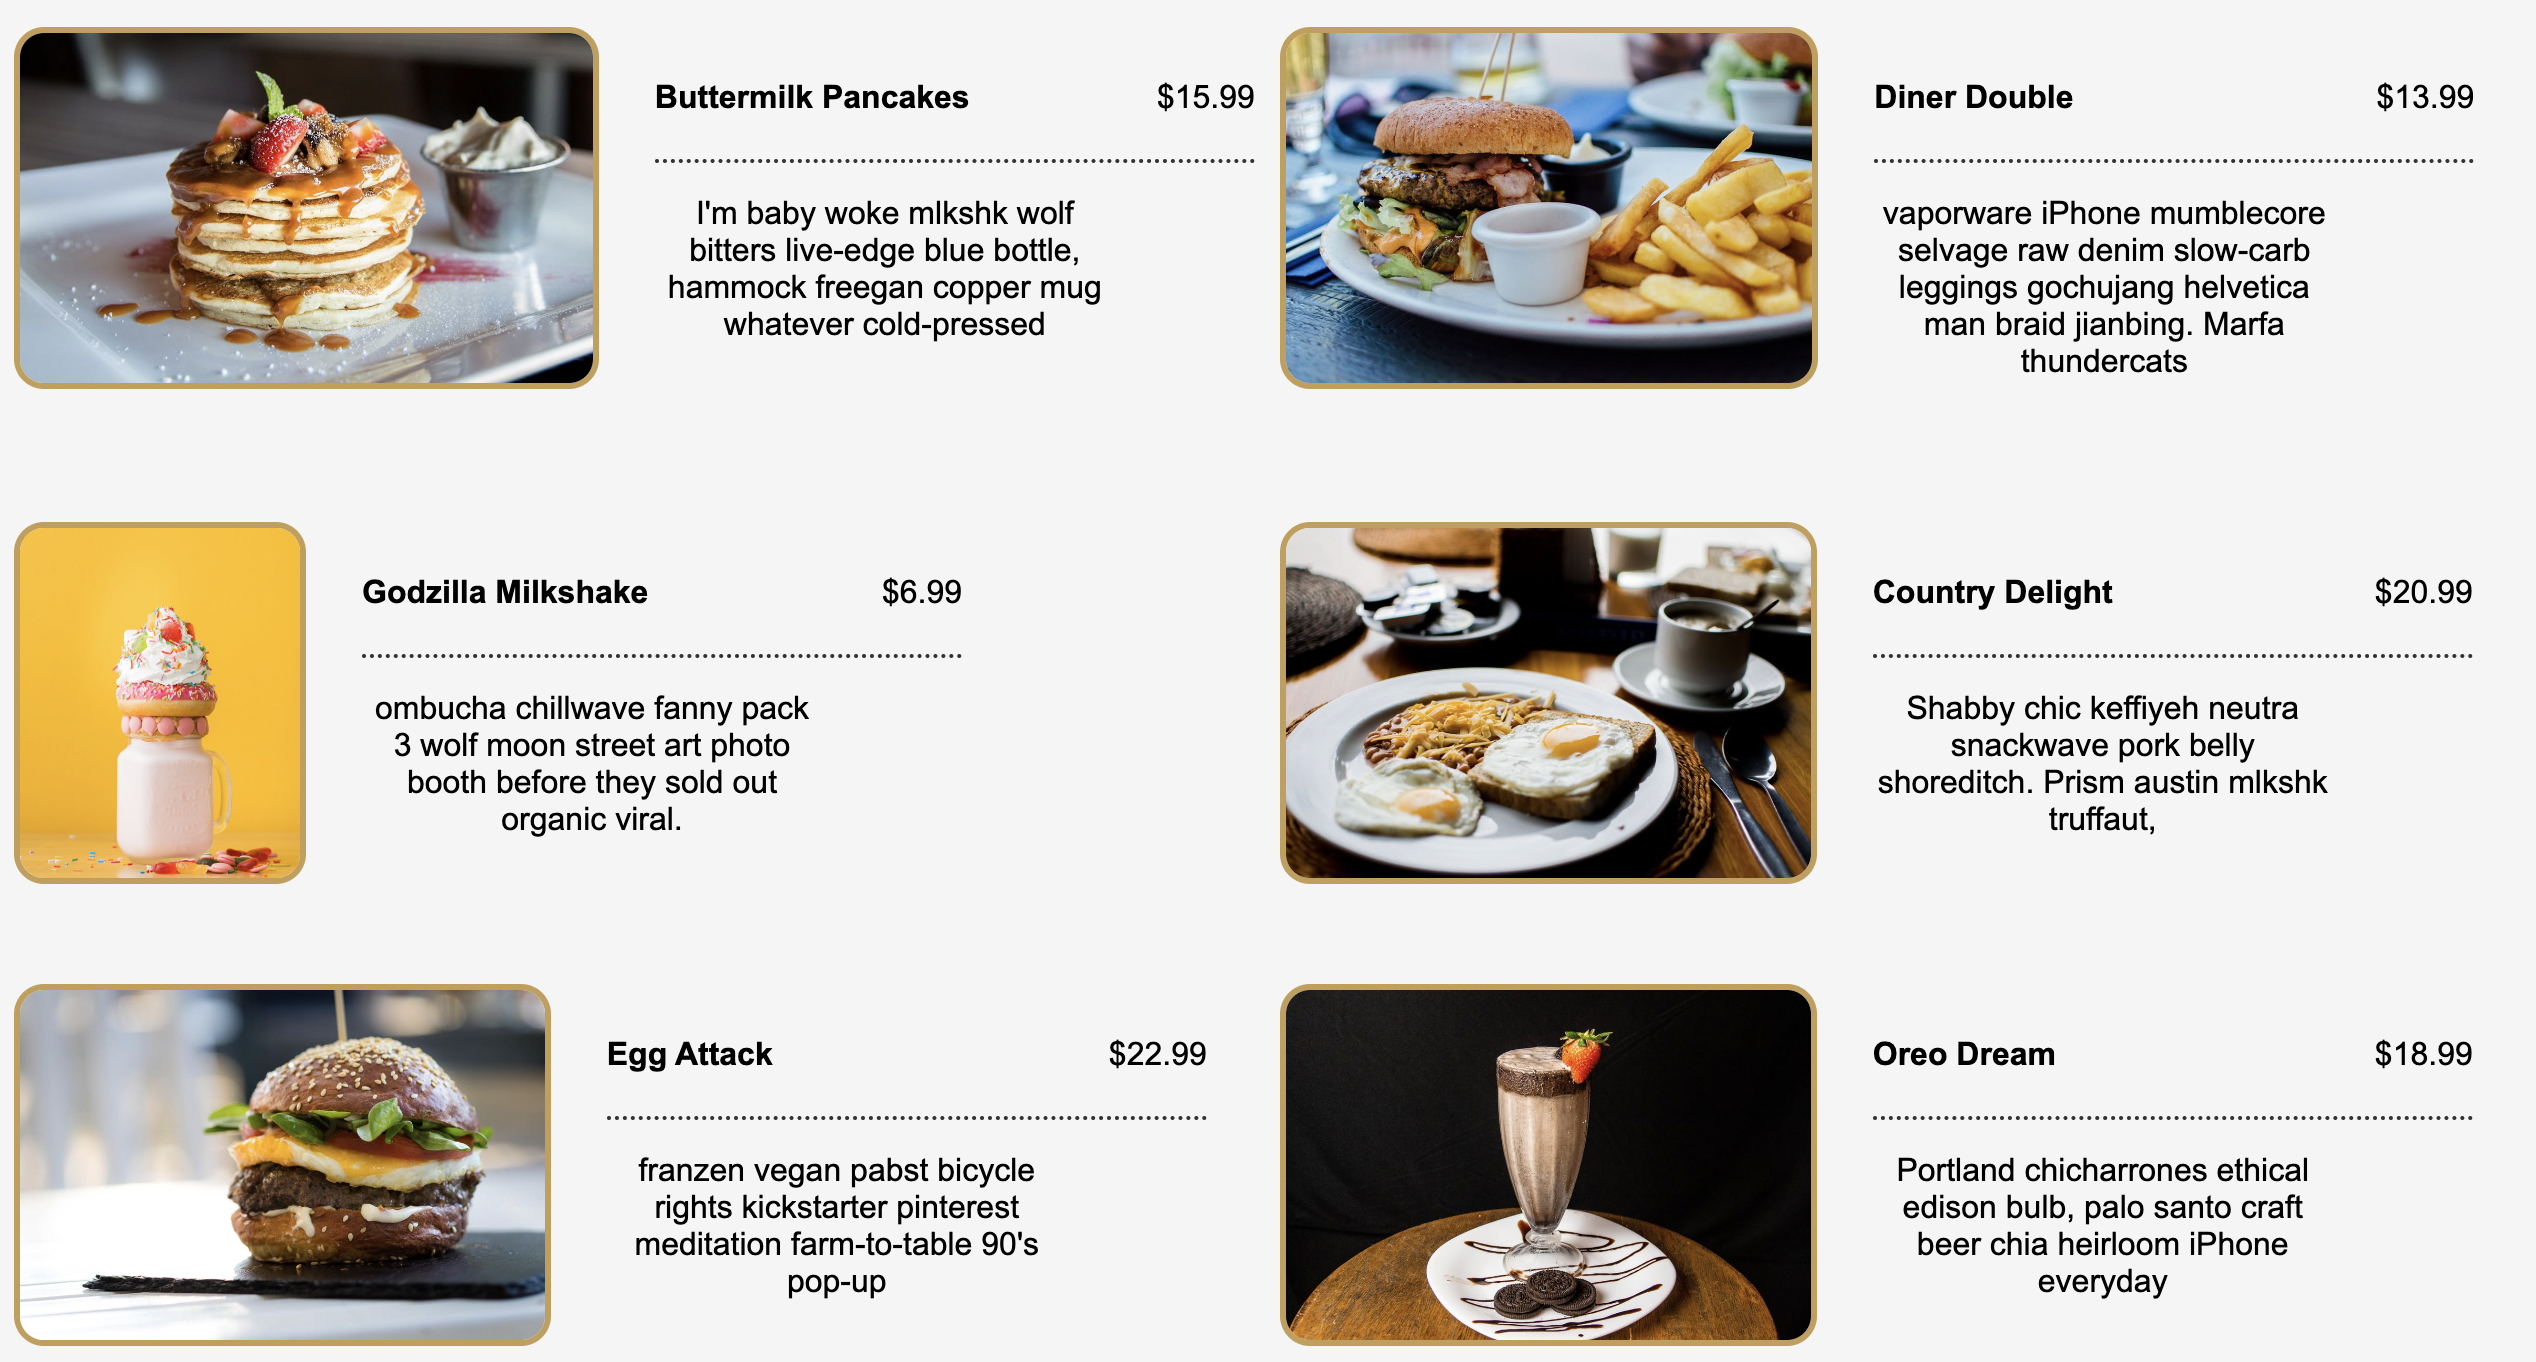 Buttermilk Pancakes $15.99
I'm baby woke mlkshk wolf
bitters live-edge blue bottle,
hammock freegan copper mug
whatever cold-pressed
Diner Double $13.99
vaporware iPhone mumblecore
selvage raw denim slow-carb
leggings gochujang helvetica
man braid jianbing. Marfa
thundercats
Godzilla Milkshake $6.99
ombucha chillwave fanny pack
3 wolf moon street art photo
booth before they sold out
organic viral.
Country Delight $20.99
Shabby chic keffiyeh neutra
snackwave pork belly
shoreditch. Prism austin mlkshk
truffaut,
Egg Attack $22.99
franzen vegan pabst bicycle
rights kickstarter pinterest
meditation farm-to-table 90's
pop-up
Oreo Dream $18.99
Portland chicharrones ethical
edison bulb, palo santo craft
beer chia heirloom iPhone
everyday